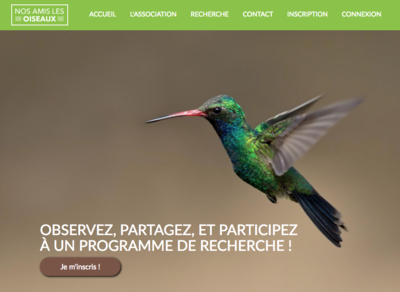 NOS AMIS LES
OISEAUX
ACCUEIL
L'ASSOCIATION
RECHERCHE
CONTACT
INSCRIPTION
CONNEXION
OBSERVEZ, PARTAGEZ, ET PARTICIPEZ
À UN PROGRAMME DE RECHERCHE !
Je m'inscris !